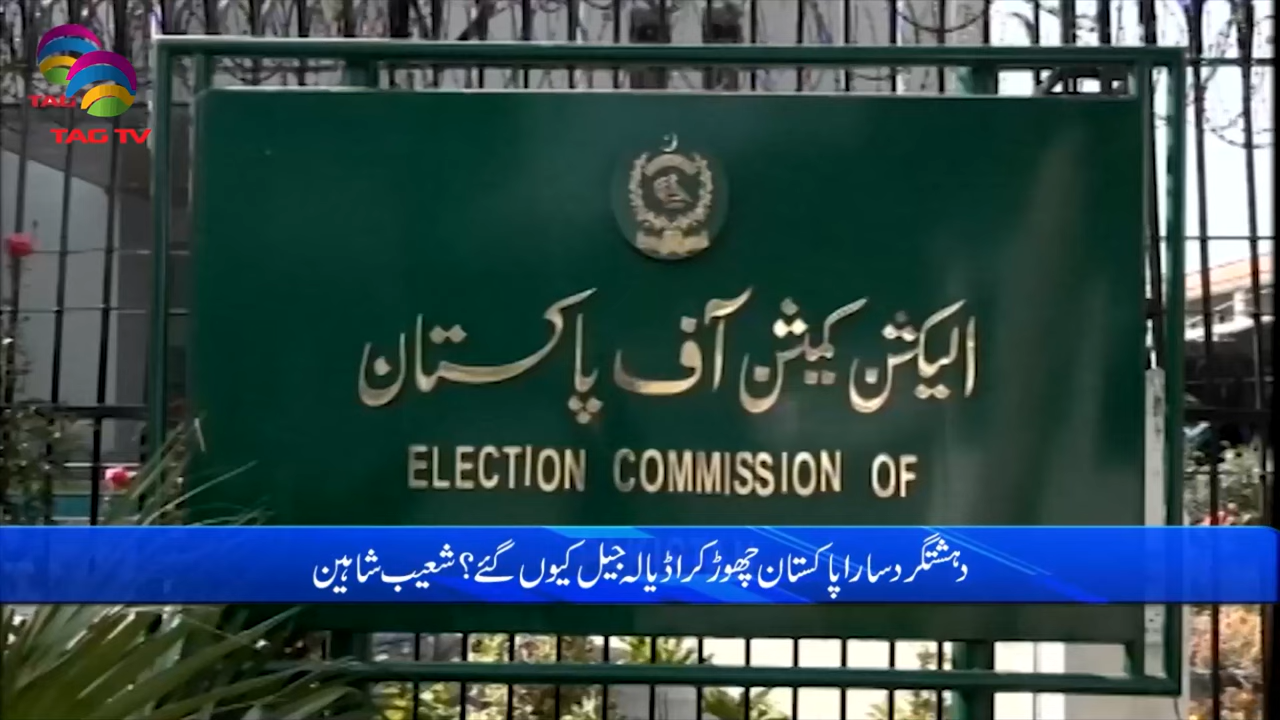 TAG
TAG TV
الیکشن کمیشن آف پاکستان
ELECTION COMMISSION OF
دہشتگرد سارا پاکستان چھوڑ کر اڈیالہ جیل کیوں گئے؟ شعیب شاہین